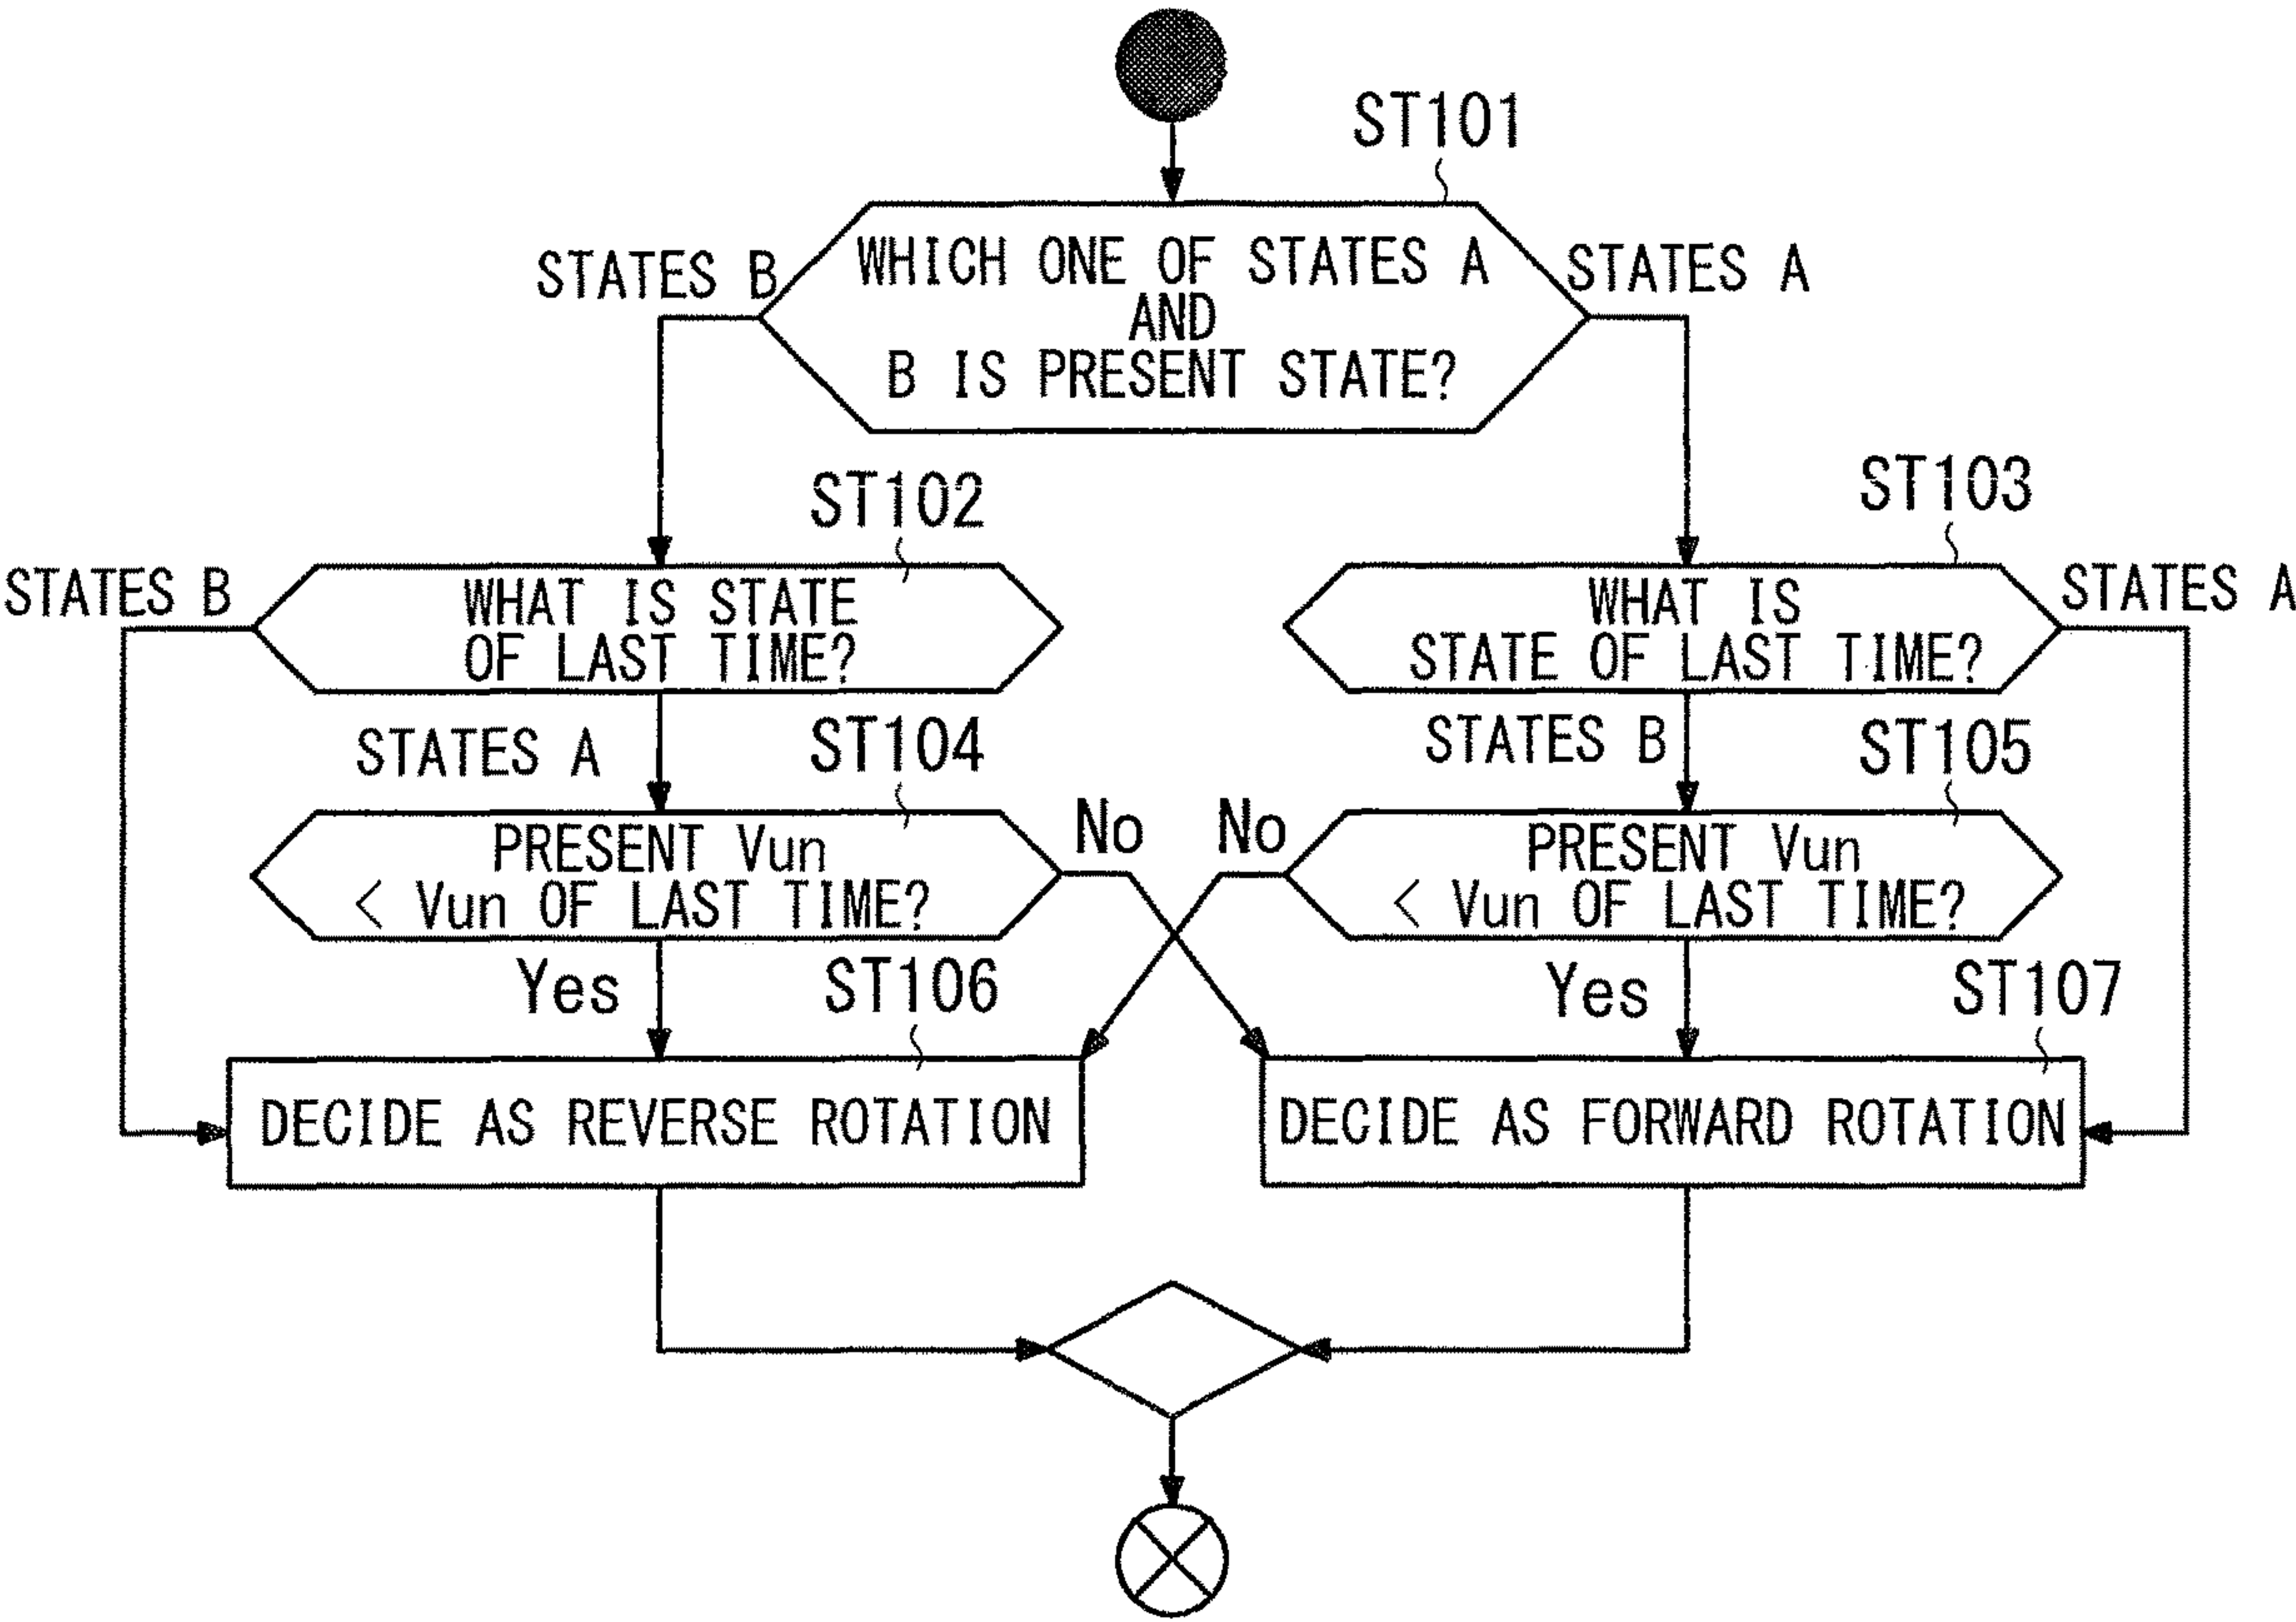 ST101
WHICH ONE OF STATES A
AND
B IS PRESENT STATE?
STATES B
STATES A
ST102
ST103
WHAT IS STATE
OF LAST TIME?
STATES B
WHAT IS
STATE OF LAST TIME?
STATES A
STATES A
ST104
STATES B
ST105
PRESENT Vun
< Vun OF LAST TIME?
No
No
PRESENT Vun
< Vun OF LAST TIME?
Yes
ST106
Yes
ST107
DECIDE AS REVERSE ROTATION
DECIDE AS FORWARD ROTATION